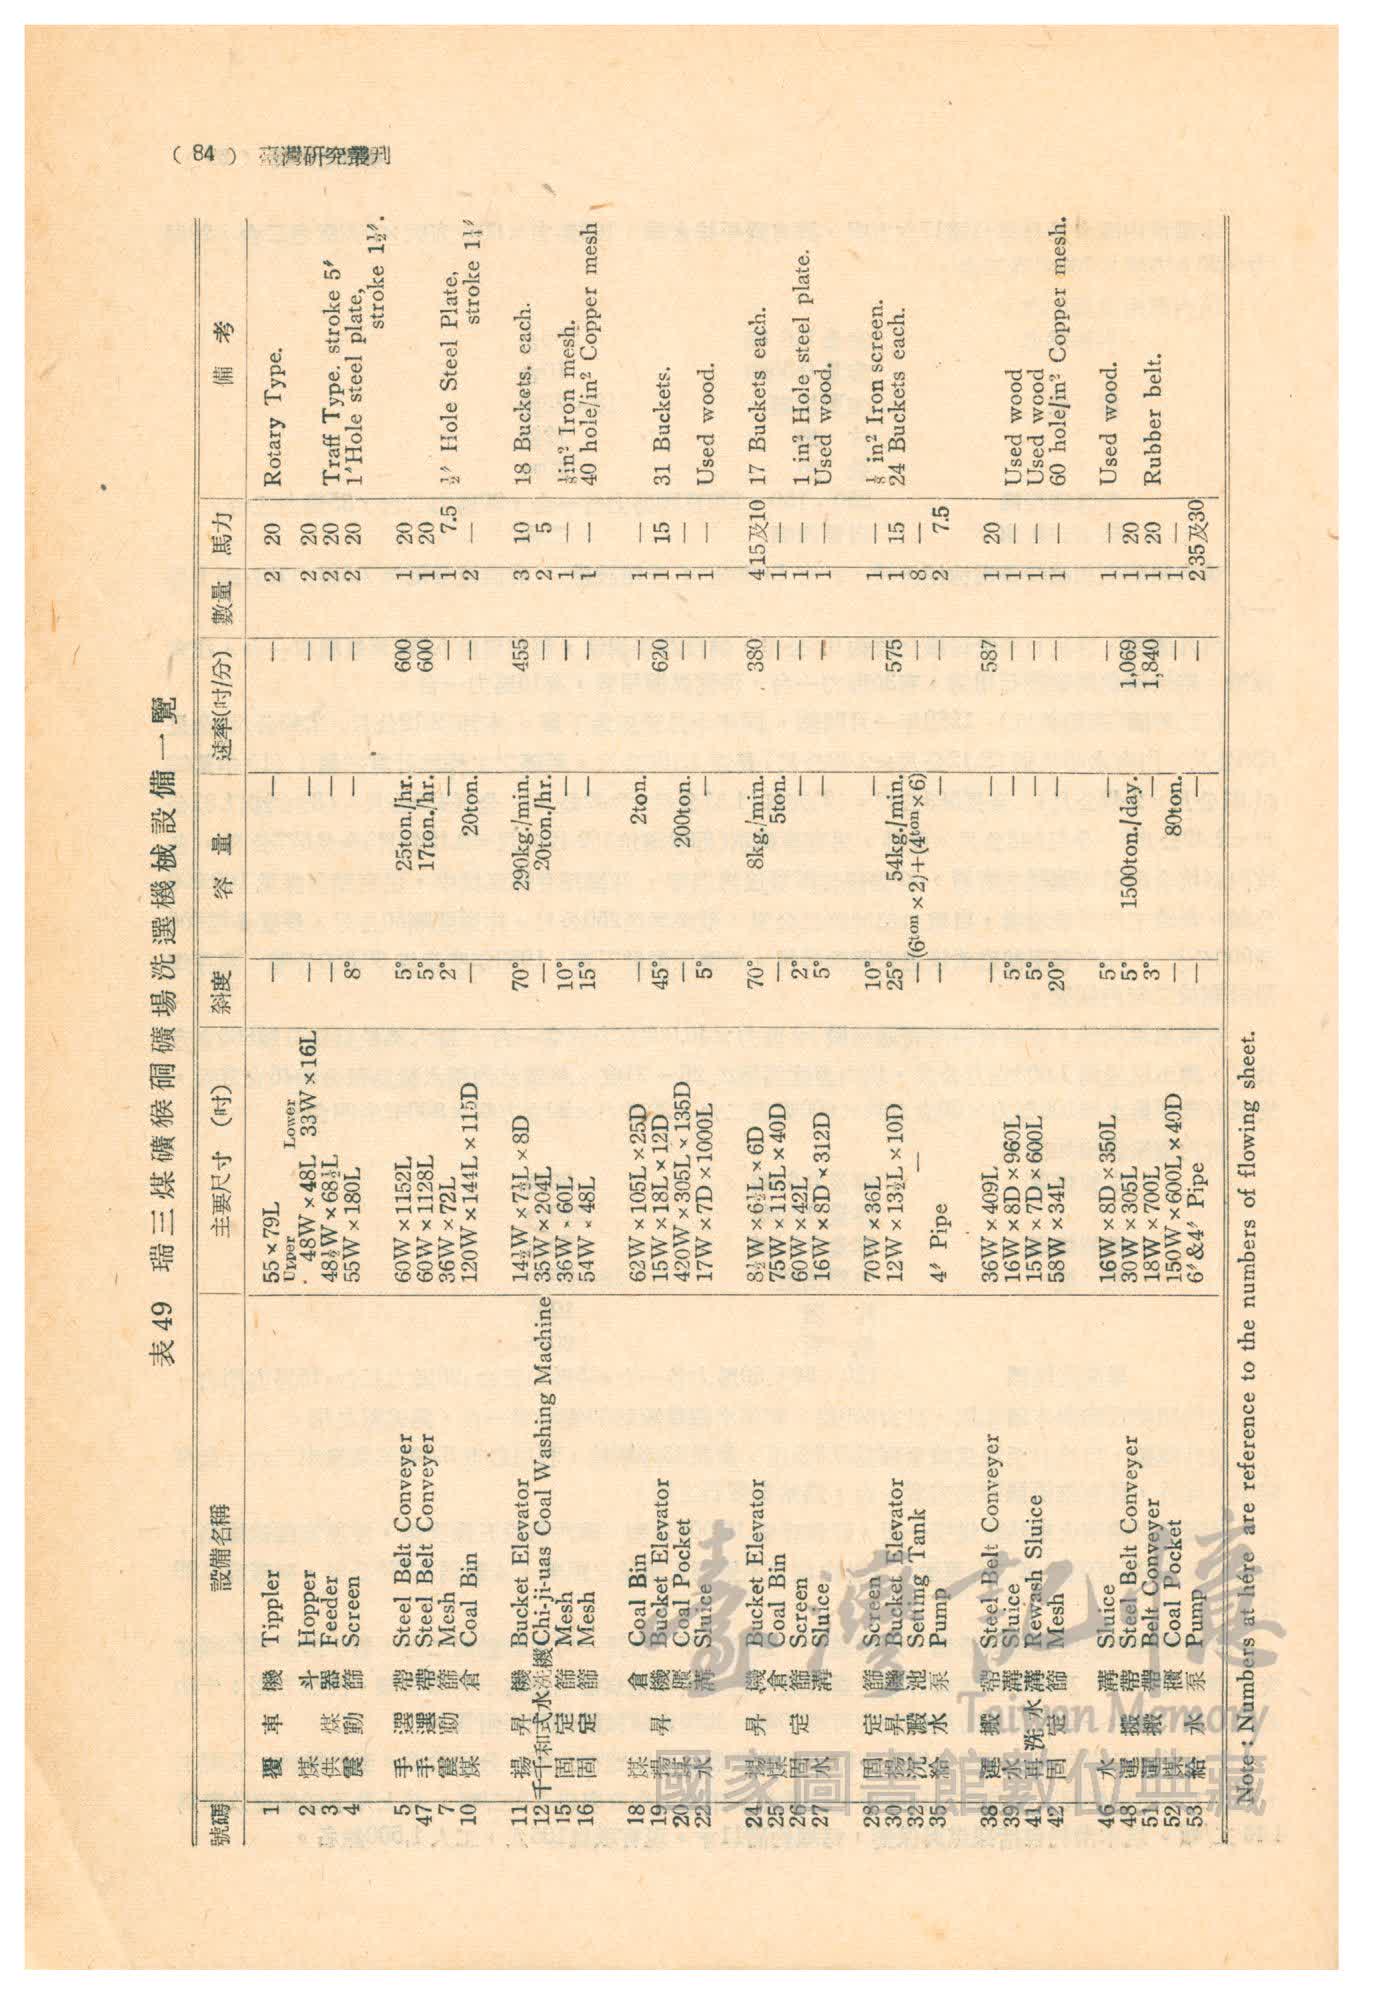 ( 84 ) 臺灣研究叢刊
表 49 瑞三煤礦猴硐礦場洗選機械設備一覽
號碼 設備名稱 主要尺寸 (吋) 斜度 容量 速率(吋/分) 數量 馬力 備考
1 覆車機 Tippler 55×79L — — — 2 20 Rotary Type.
Upper Lower
2 煤斗 Hopper 48W×48L 33W×16L — — — 2 20
3 供煤器 Feeder 48½W×68½L — — — 2 20 Traff Type. stroke 5″
4 震動篩 Screen 55W×180L 8° — — 2 20 1″Hole steel plate,
stroke 1½″.
5 手選帶 Steel Belt Conveyer 60W×1152L 5° 25ton./hr. 600 1 20
47 手選帶 Steel Belt Conveyer 60W×1128L 5° 17ton./hr. 600 1 20
7 震動篩 Mesh 36W×72L 2° — — 1 7.5 ½″ Hole Steel Plate,
stroke 1¼″
10 煤倉 Coal Bin 120W×144L×115D — 20ton. — 2 —
11 揚昇機 Bucket Elevator 14½W×7½L×8D 70° 290kg./min. 455 3 10 18 Buckets. each.
12 千千和式水洗機 Chi-ji-uas Coal Washing Machine 35W×204L — 20ton./hr. — 2 5
15 固定篩 Mesh 36W×60L 10° — — 1 — ⅛in² Iron mesh.
16 固定篩 Mesh 54W×48L 15° — — 1 — 40 hole/in² Copper mesh
18 煤倉 Coal Bin 62W×105L×25D — 2ton. — 1 —
19 揚昇機 Bucket Elevator 15W×18L×12D 45° — 620 1 15 31 Buckets.
20 煤櫃 Coal Pocket 420W×305L×135D — 200ton. — 1 —
22 水溝 Sluice 17W×7D×1000L 5° — — 1 — Used wood.
24 揚昇機 Bucket Elevator 8½W×6½L×6D 70° 8kg./min. 380 4 15及10 17 Buckets each.
25 煤倉 Coal Bin 75W×115L×40D — 5ton. — 1 —
26 固定篩 Screen 60W×42L 2° — — 1 — 1 in² Hole steel plate.
27 水溝 Sluice 16W×8D×312D 5° — — 1 — Used wood.
28 固定篩 Screen 70W×36L 10° — — 1 — ⅛ in² Iron screen.
30 揚昇機 Bucket Elevator 12W×13½L×10D 25° 54kg./min. 575 1 15 24 Buckets each.
32 沈澱池 Setting Tank — — (6ton×2)+(4ton×6) — 8 —
35 給水泵 Pump 4″ Pipe — — — 2 7.5
38 運搬帶 Steel Belt Conveyer 36W×409L — — 587 1 20
39 水溝 Sluice 16W×8D×960L 5° — — 1 — Used wood
41 再洗水溝 Rewash Sluice 15W×7D×600L 5° — — 1 — Used wood
42 固定篩 Mesh 58W×34L 20° — — 1 — 60 hole/in² Copper mesh.
46 水溝 Sluice 16W×8D×350L 5° — — 1 — Used wood.
48 運搬帶 Steel Belt Conveyer 30W×305L 5° 1500ton./day. 1,069 1 20
51 運搬帶 Belt Conveyer 18W×700L 3° — 1,840 1 20 Rubber belt.
52 煤櫃 Coal Pocket 150W×600L×40D — 80ton. — 1 —
53 給水泵 Pump 6″&4″ Pipe — — — 2 35及30
Note: Numbers at here are reference to the numbers of flowing sheet.
臺灣記憶
Taiwan Memory
國家圖書館數位典藏